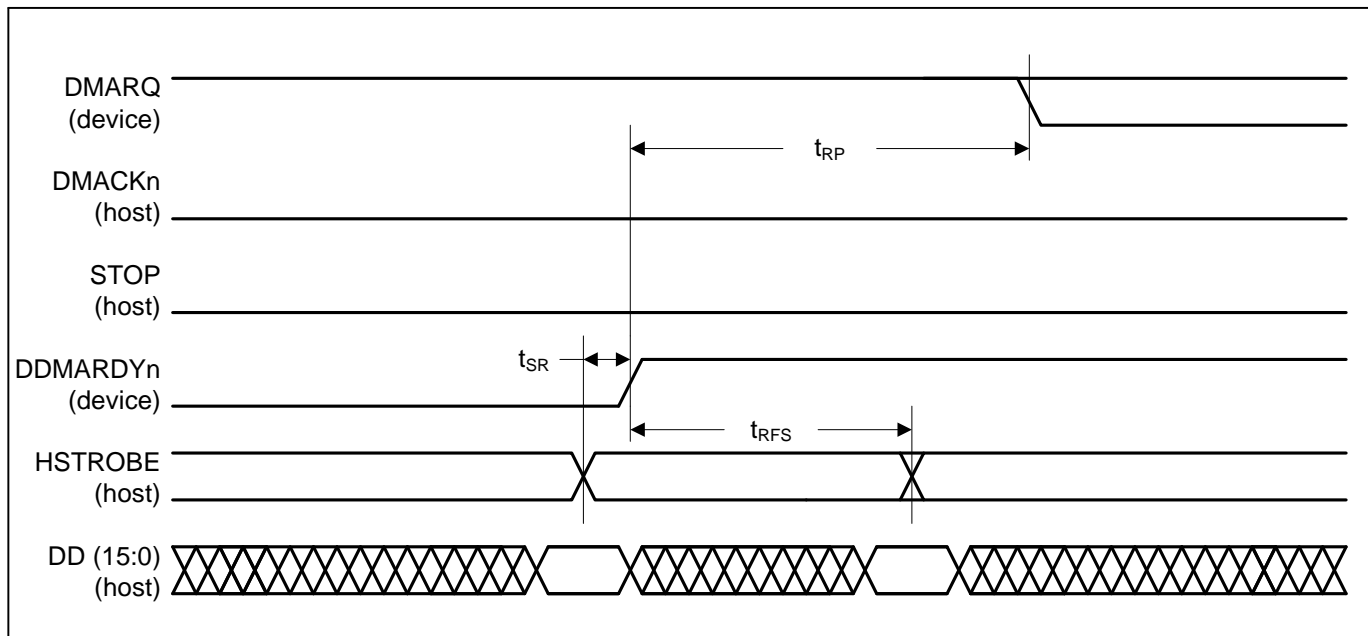 DMARQ
(device)
tRP
DMACKn
(host)
STOP
(host)
tSR
DDMARDYn
(device)
tRFS
HSTROBE
(host)
DD (15:0)
(host)